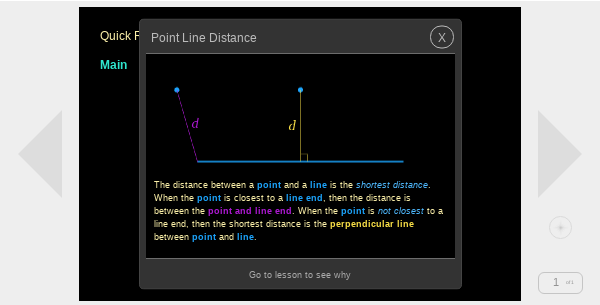 Quick
Main
Point Line Distance
X
d
d
The distance between a point and a line is the shortest distance.
When the point is closest to a line end, then the distance is
between the point and line end. When the point is not closest to a
line end, then the shortest distance is the perpendicular line
between point and line.
Go to lesson to see why
1 of 1